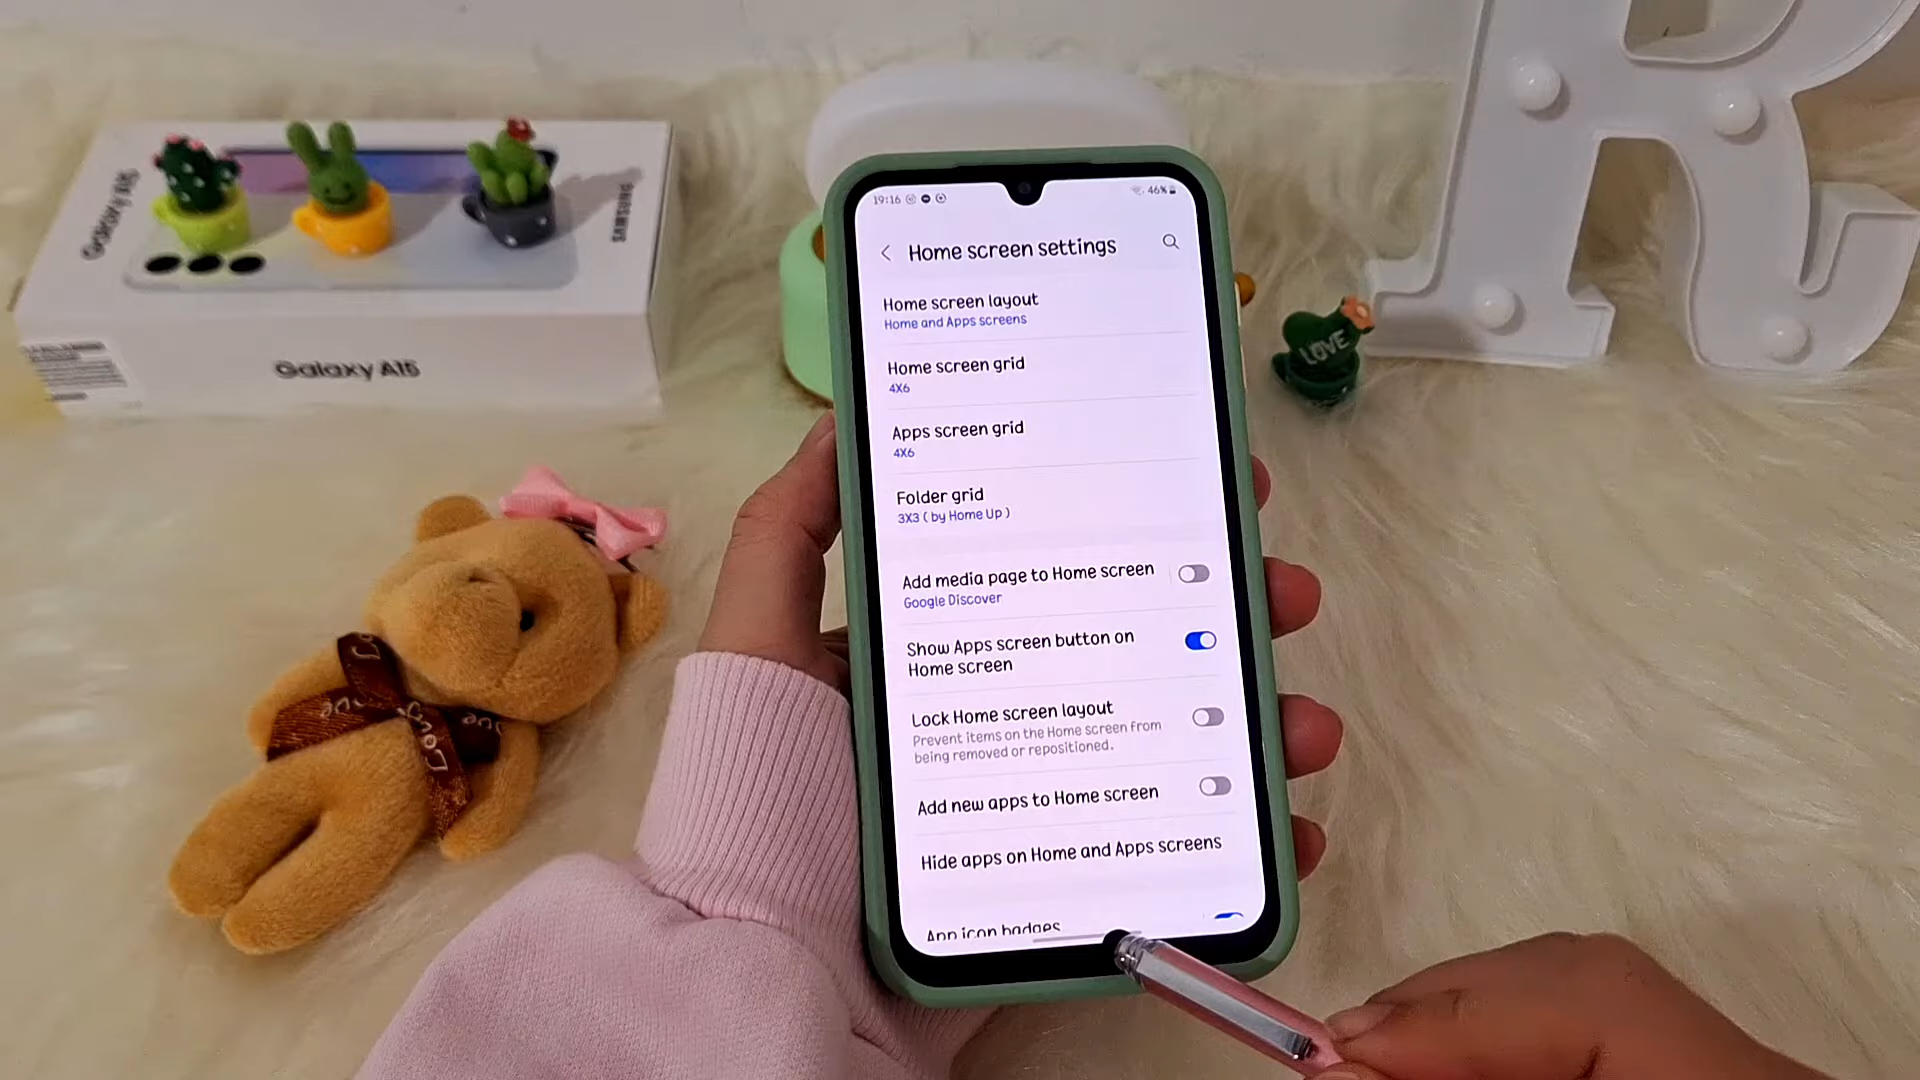 Galaxy A15
SAMSUNG
Galaxy A15
19:16
46%
Home screen settings
Home screen layout
Home and Apps screens
Home screen grid
4X6
Apps screen grid
4X6
Folder grid
3X3 ( by Home Up )
Add media page to Home screen
Google Discover
Show Apps screen button on
Home screen
Lock Home screen layout
Prevent items on the Home screen from
being removed or repositioned.
Add new apps to Home screen
Hide apps on Home and Apps screens
App icon badges
LOVE
R